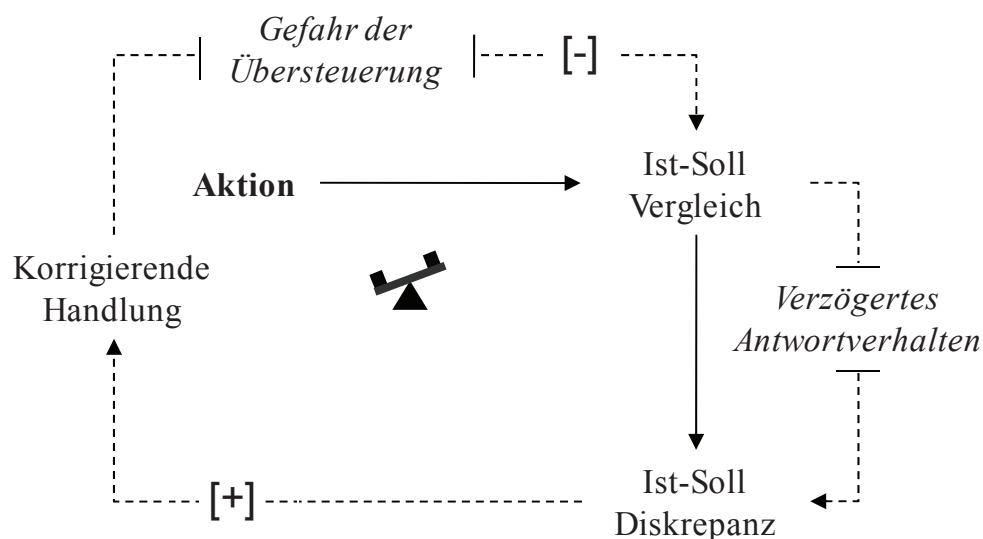 Gefahr der
Übersteuerung
[-]
Ist-Soll
Vergleich
Aktion
Korrigierende
Handlung
Verzögertes
Antwortverhalten
[+]
Ist-Soll
Diskrepanz